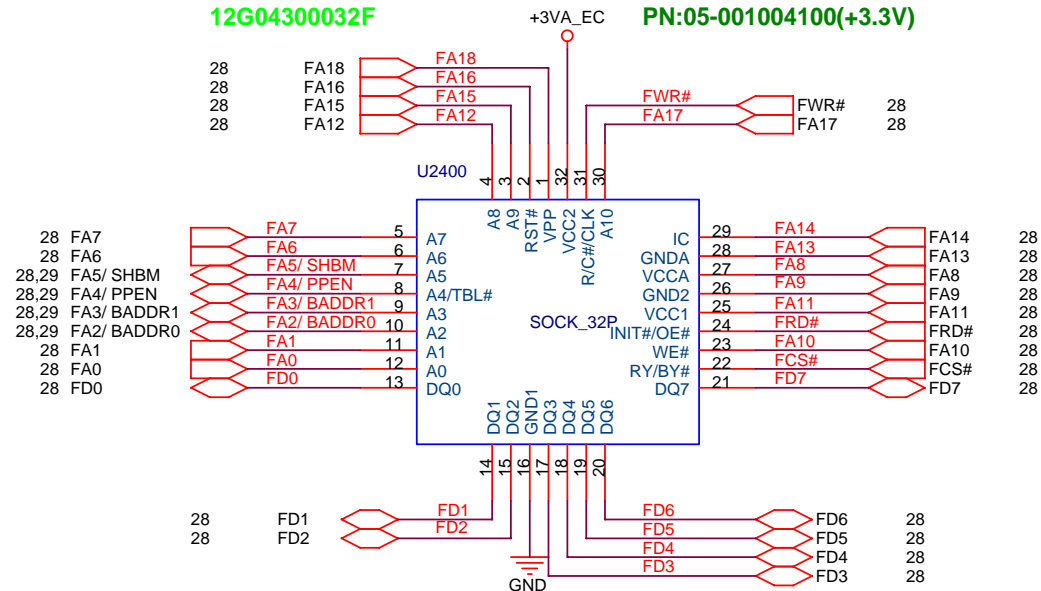 12G04300032F
+3VA_EC
PN:05-001004100(+3.3V)
28 FA18 FA18
28 FA16 FA16
28 FA15 FA15
28 FA12 FA12
FWR# FWR# 28
FA17 FA17 28
U2400
4 3 2 1 32 31 30
A8 A9 RST# VPP VCC2 R/C#/CLK A10
28 FA7 FA7 5 A7
28 FA6 FA6 6 A6
28,29 FA5/ SHBM FA5/ SHBM 7 A5
28,29 FA4/ PPEN FA4/ PPEN 8 A4/TBL#
28,29 FA3/ BADDR1 FA3/ BADDR1 9 A3
28,29 FA2/ BADDR0 FA2/ BADDR0 10 A2
28 FA1 FA1 11 A1
28 FA0 FA0 12 A0
28 FD0 FD0 13 DQ0
SOCK_32P
IC 29 FA14 FA14 28
GNDA 28 FA13 FA13 28
VCCA 27 FA8 FA8 28
GND2 26 FA9 FA9 28
VCC1 25 FA11 FA11 28
INIT#/OE# 24 FRD# FRD# 28
WE# 23 FA10 FA10 28
RY/BY# 22 FCS# FCS# 28
DQ7 21 FD7 FD7 28
DQ1 DQ2 GND1 DQ3 DQ4 DQ5 DQ6
14 15 16 17 18 19 20
28 FD1 FD1
28 FD2 FD2
FD6 FD6 28
FD5 FD5 28
FD4 FD4 28
FD3 FD3 28
GND